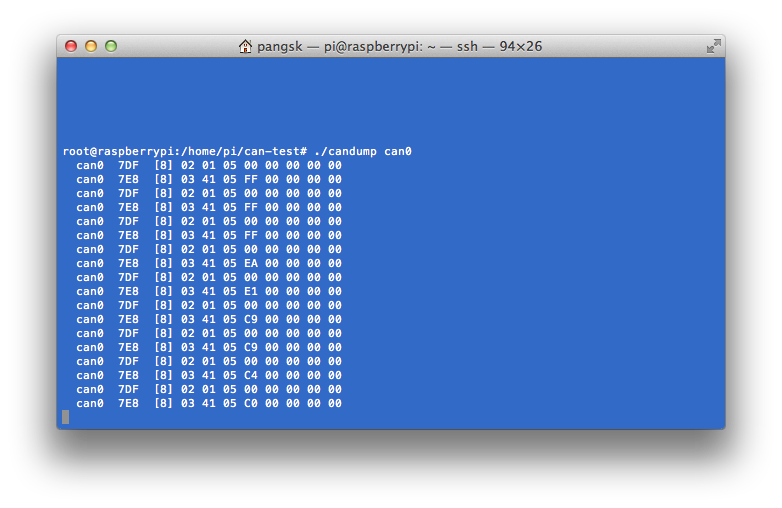 pangsk — pi@raspberrypi: ~ — ssh — 94×26
root@raspberrypi:/home/pi/can-test# ./candump can0
can0 7DF [8] 02 01 05 00 00 00 00 00
can0 7E8 [8] 03 41 05 FF 00 00 00 00
can0 7DF [8] 02 01 05 00 00 00 00 00
can0 7E8 [8] 03 41 05 FF 00 00 00 00
can0 7DF [8] 02 01 05 00 00 00 00 00
can0 7E8 [8] 03 41 05 FF 00 00 00 00
can0 7DF [8] 02 01 05 00 00 00 00 00
can0 7E8 [8] 03 41 05 EA 00 00 00 00
can0 7DF [8] 02 01 05 00 00 00 00 00
can0 7E8 [8] 03 41 05 E1 00 00 00 00
can0 7DF [8] 02 01 05 00 00 00 00 00
can0 7E8 [8] 03 41 05 C9 00 00 00 00
can0 7DF [8] 02 01 05 00 00 00 00 00
can0 7E8 [8] 03 41 05 C9 00 00 00 00
can0 7DF [8] 02 01 05 00 00 00 00 00
can0 7E8 [8] 03 41 05 C4 00 00 00 00
can0 7DF [8] 02 01 05 00 00 00 00 00
can0 7E8 [8] 03 41 05 C0 00 00 00 00